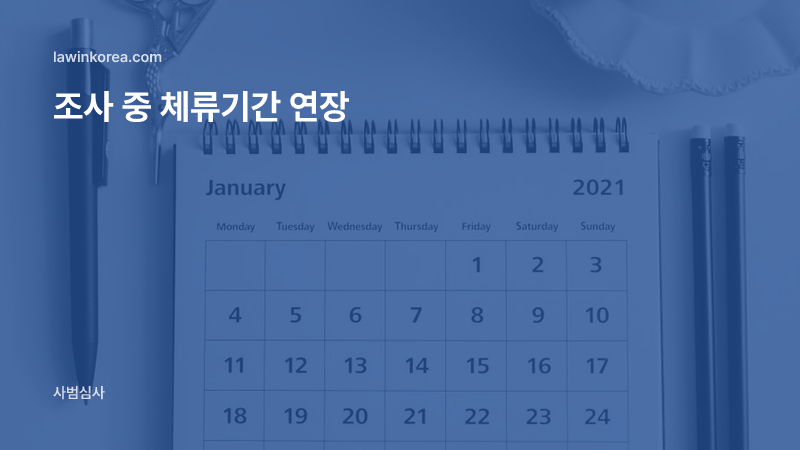 lawinkorea.com
조사 중 체류기간 연장
January 2021
Monday Tuesday Wednesday Thursday Friday Saturday Sunday
1 2 3
4 5 6 7 8 9 10
11 12 13 14 15 16 17
사범심사
18 19 20 21 22 23 24